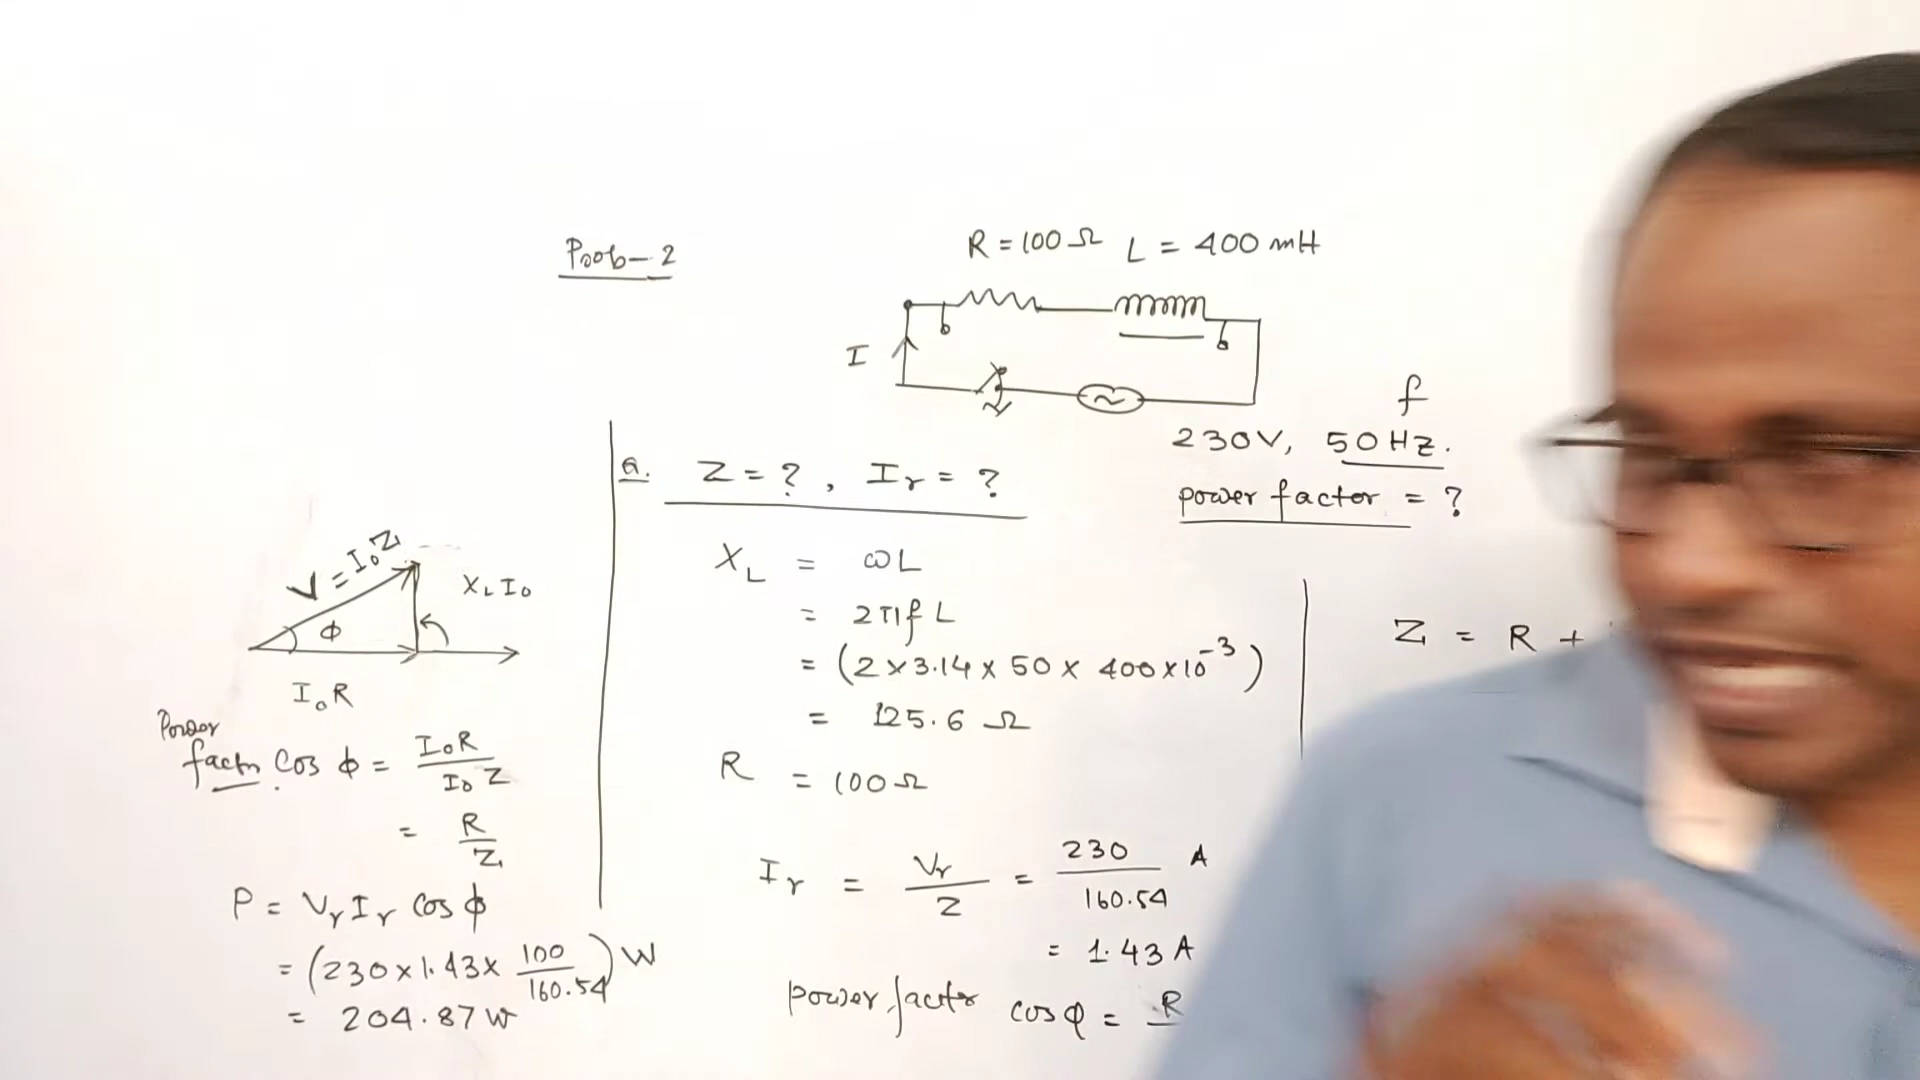 Prob-2
R = 100 Ω L = 400 mH
I
f
230V, 50 Hz.
power factor = ?
a. Z = ? , Ir = ?
XL = ωL
= 2πf L
= (2 x 3.14 x 50 x 400 x 10⁻³)
= 125.6 Ω
R = 100 Ω
Ir = Vr/Z = 230/160.54 A
= 1.43 A
power factor cos φ = R
Z = R +
V = I₀Z
XL I₀
φ
I₀R
Power
factor cos φ = I₀R/I₀Z
= R/Z
P = Vr Ir cos φ
= (230 x 1.43 x 100/160.54) W
= 204.87 W